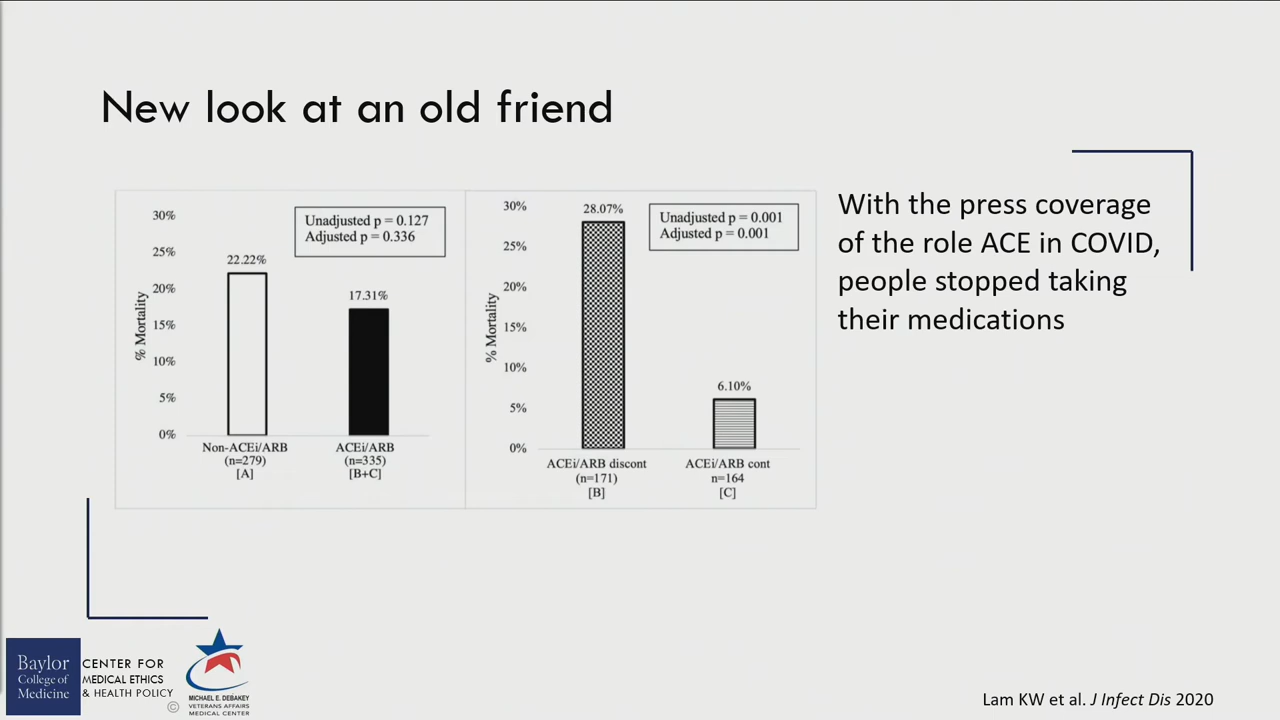 New look at an old friend
30%
25%
20%
15%
10%
5%
0%
% Mortality
Unadjusted p = 0.127
Adjusted p = 0.336
22.22%
17.31%
Non-ACEi/ARB
(n=279)
[A]
ACEi/ARB
(n=335)
[B+C]
30%
25%
20%
15%
10%
5%
0%
% Mortality
28.07%
Unadjusted p = 0.001
Adjusted p = 0.001
6.10%
ACEi/ARB discont
(n=171)
[B]
ACEi/ARB cont
n=164
[C]
With the press coverage
of the role ACE in COVID,
people stopped taking
their medications
Baylor
College of
Medicine
CENTER FOR
MEDICAL ETHICS
& HEALTH POLICY
©
MICHAEL E. DEBAKEY
VETERANS AFFAIRS
MEDICAL CENTER
Lam KW et al. J Infect Dis 2020